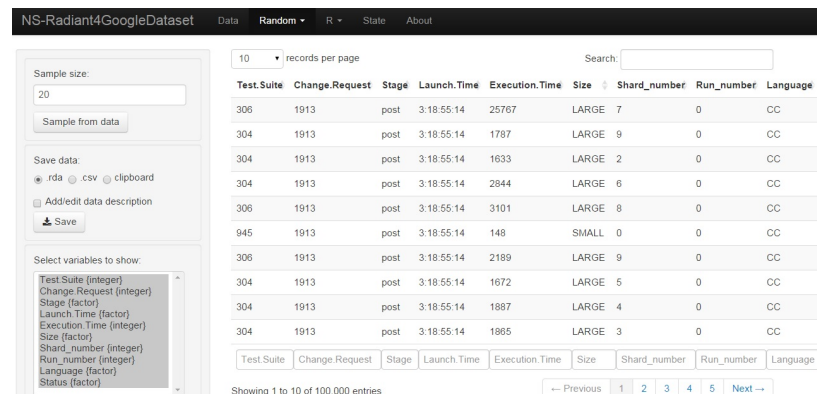 NS-Radiant4GoogleDataset Data Random R State About
Sample size:
20
Sample from data
Save data:
.rda .csv clipboard
Add/edit data description
Save
Select variables to show:
Test.Suite {integer}
Change.Request {integer}
Stage {factor}
Launch.Time {factor}
Execution.Time {integer}
Size {factor}
Shard_number {integer}
Run_number {integer}
Language {factor}
Status {factor}
10 records per page Search:
Test.Suite Change.Request Stage Launch.Time Execution.Time Size Shard_number Run_number Language
306 1913 post 3:18:55:14 25767 LARGE 7 0 CC
304 1913 post 3:18:55:14 1787 LARGE 9 0 CC
304 1913 post 3:18:55:14 1633 LARGE 2 0 CC
304 1913 post 3:18:55:14 2844 LARGE 6 0 CC
306 1913 post 3:18:55:14 3101 LARGE 8 0 CC
945 1913 post 3:18:55:14 148 SMALL 0 0 CC
306 1913 post 3:18:55:14 2189 LARGE 9 0 CC
304 1913 post 3:18:55:14 1672 LARGE 5 0 CC
304 1913 post 3:18:55:14 1887 LARGE 4 0 CC
304 1913 post 3:18:55:14 1865 LARGE 3 0 CC
Test.Suite Change.Request Stage Launch.Time Execution.Time Size Shard_number Run_number Language
Showing 1 to 10 of 100,000 entries ← Previous 1 2 3 4 5 Next →